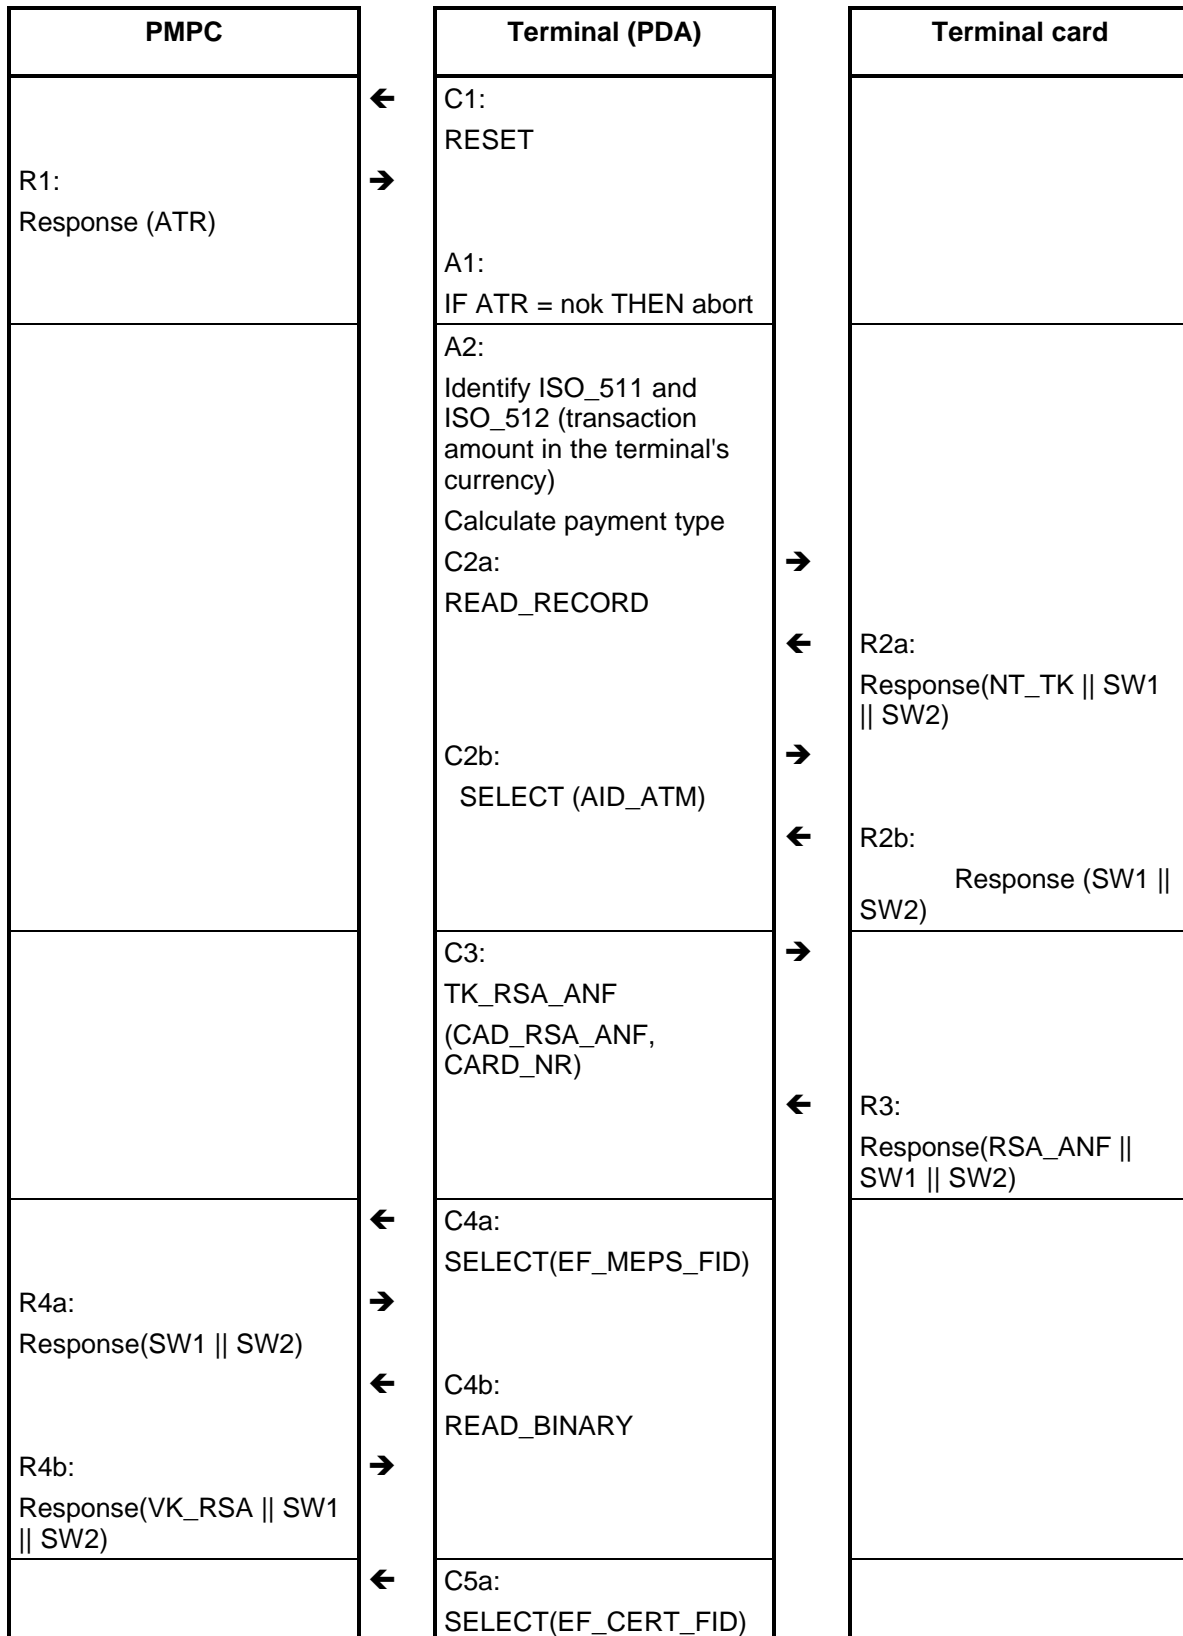 PMPC
Terminal (PDA)
Terminal card
🡸
C1:
RESET
R1:
🡺
Response (ATR)
A1:
IF ATR = nok THEN abort
A2:
Identify ISO_511 and
ISO_512 (transaction
amount in the terminal's
currency)
Calculate payment type
C2a:
🡺
READ_RECORD
🡸
R2a:
Response(NT_TK || SW1
|| SW2)
C2b:
🡺
SELECT (AID_ATM)
🡸
R2b:
Response (SW1 ||
SW2)
C3:
🡺
TK_RSA_ANF
(CAD_RSA_ANF,
CARD_NR)
🡸
R3:
Response(RSA_ANF ||
SW1 || SW2)
🡸
C4a:
SELECT(EF_MEPS_FID)
R4a:
🡺
Response(SW1 || SW2)
🡸
C4b:
READ_BINARY
R4b:
🡺
Response(VK_RSA || SW1
|| SW2)
🡸
C5a:
SELECT(EF_CERT_FID)